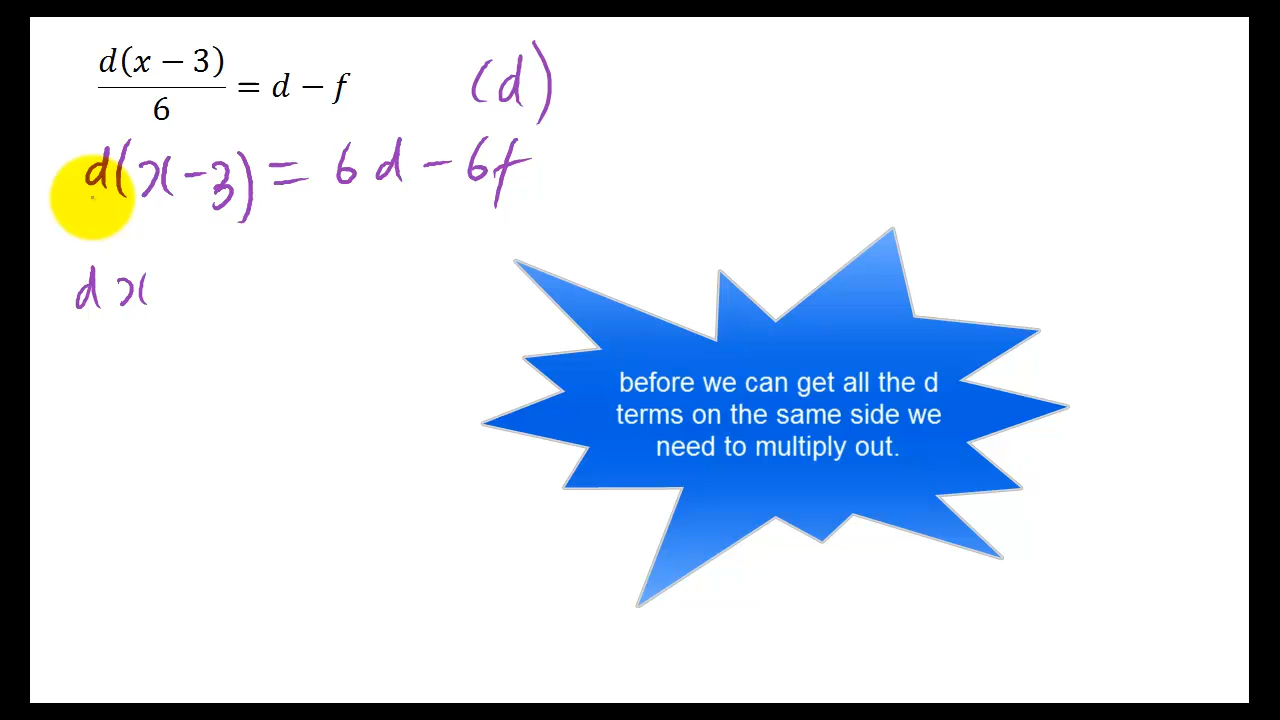 d(x − 3)/6 = d − f (d)
d(x-3) = 6d - 6f
dx
before we can get all the d
terms on the same side we
need to multiply out.